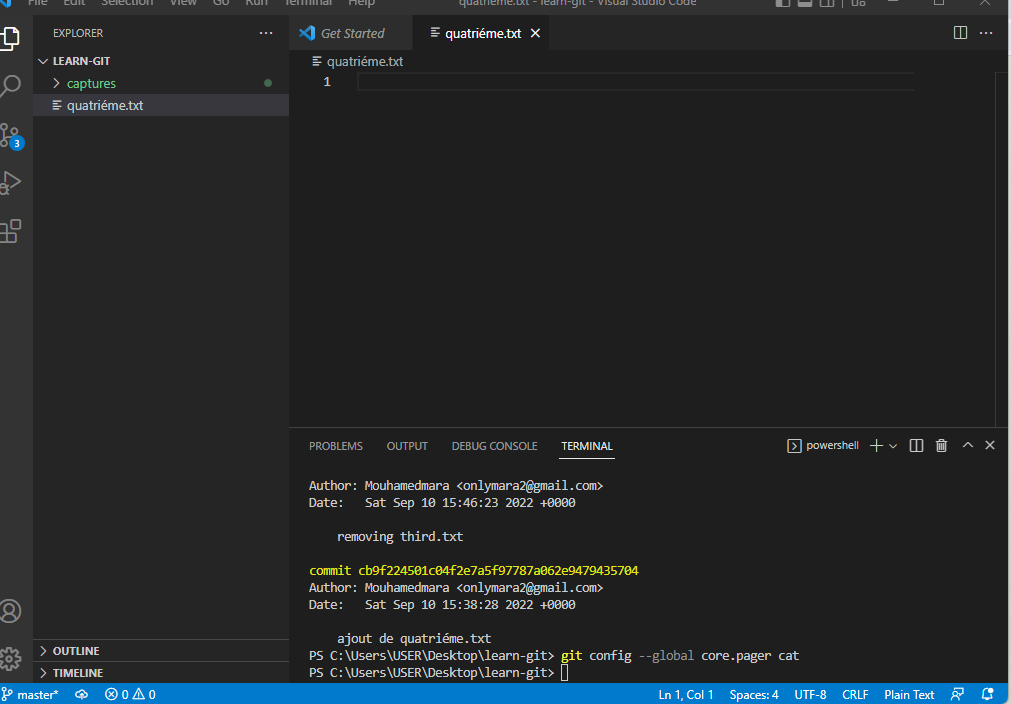 File Edit Selection View Go Run Terminal Help quatriéme.txt - learn-git - Visual Studio Code
EXPLORER
LEARN-GIT
captures
quatriéme.txt
3
Get Started
quatriéme.txt
quatriéme.txt
1
PROBLEMS OUTPUT DEBUG CONSOLE TERMINAL powershell
Author: Mouhamedmara <onlymara2@gmail.com>
Date: Sat Sep 10 15:46:23 2022 +0000
removing third.txt
commit cb9f224501c04f2e7a5f97787a062e9479435704
Author: Mouhamedmara <onlymara2@gmail.com>
Date: Sat Sep 10 15:38:28 2022 +0000
ajout de quatriéme.txt
PS C:\Users\USER\Desktop\learn-git> git config --global core.pager cat
PS C:\Users\USER\Desktop\learn-git>
OUTLINE
TIMELINE
master* 0 0 Ln 1, Col 1 Spaces: 4 UTF-8 CRLF Plain Text